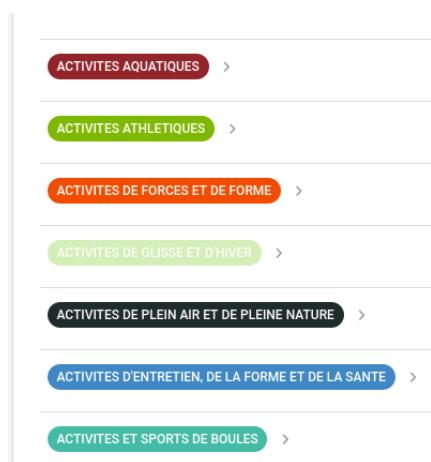 ACTIVITES AQUATIQUES
ACTIVITES ATHLETIQUES
ACTIVITES DE FORCES ET DE FORME
ACTIVITES DE GLISSE ET D'HIVER
ACTIVITES DE PLEIN AIR ET DE PLEINE NATURE
ACTIVITES D'ENTRETIEN, DE LA FORME ET DE LA SANTE
ACTIVITES ET SPORTS DE BOULES